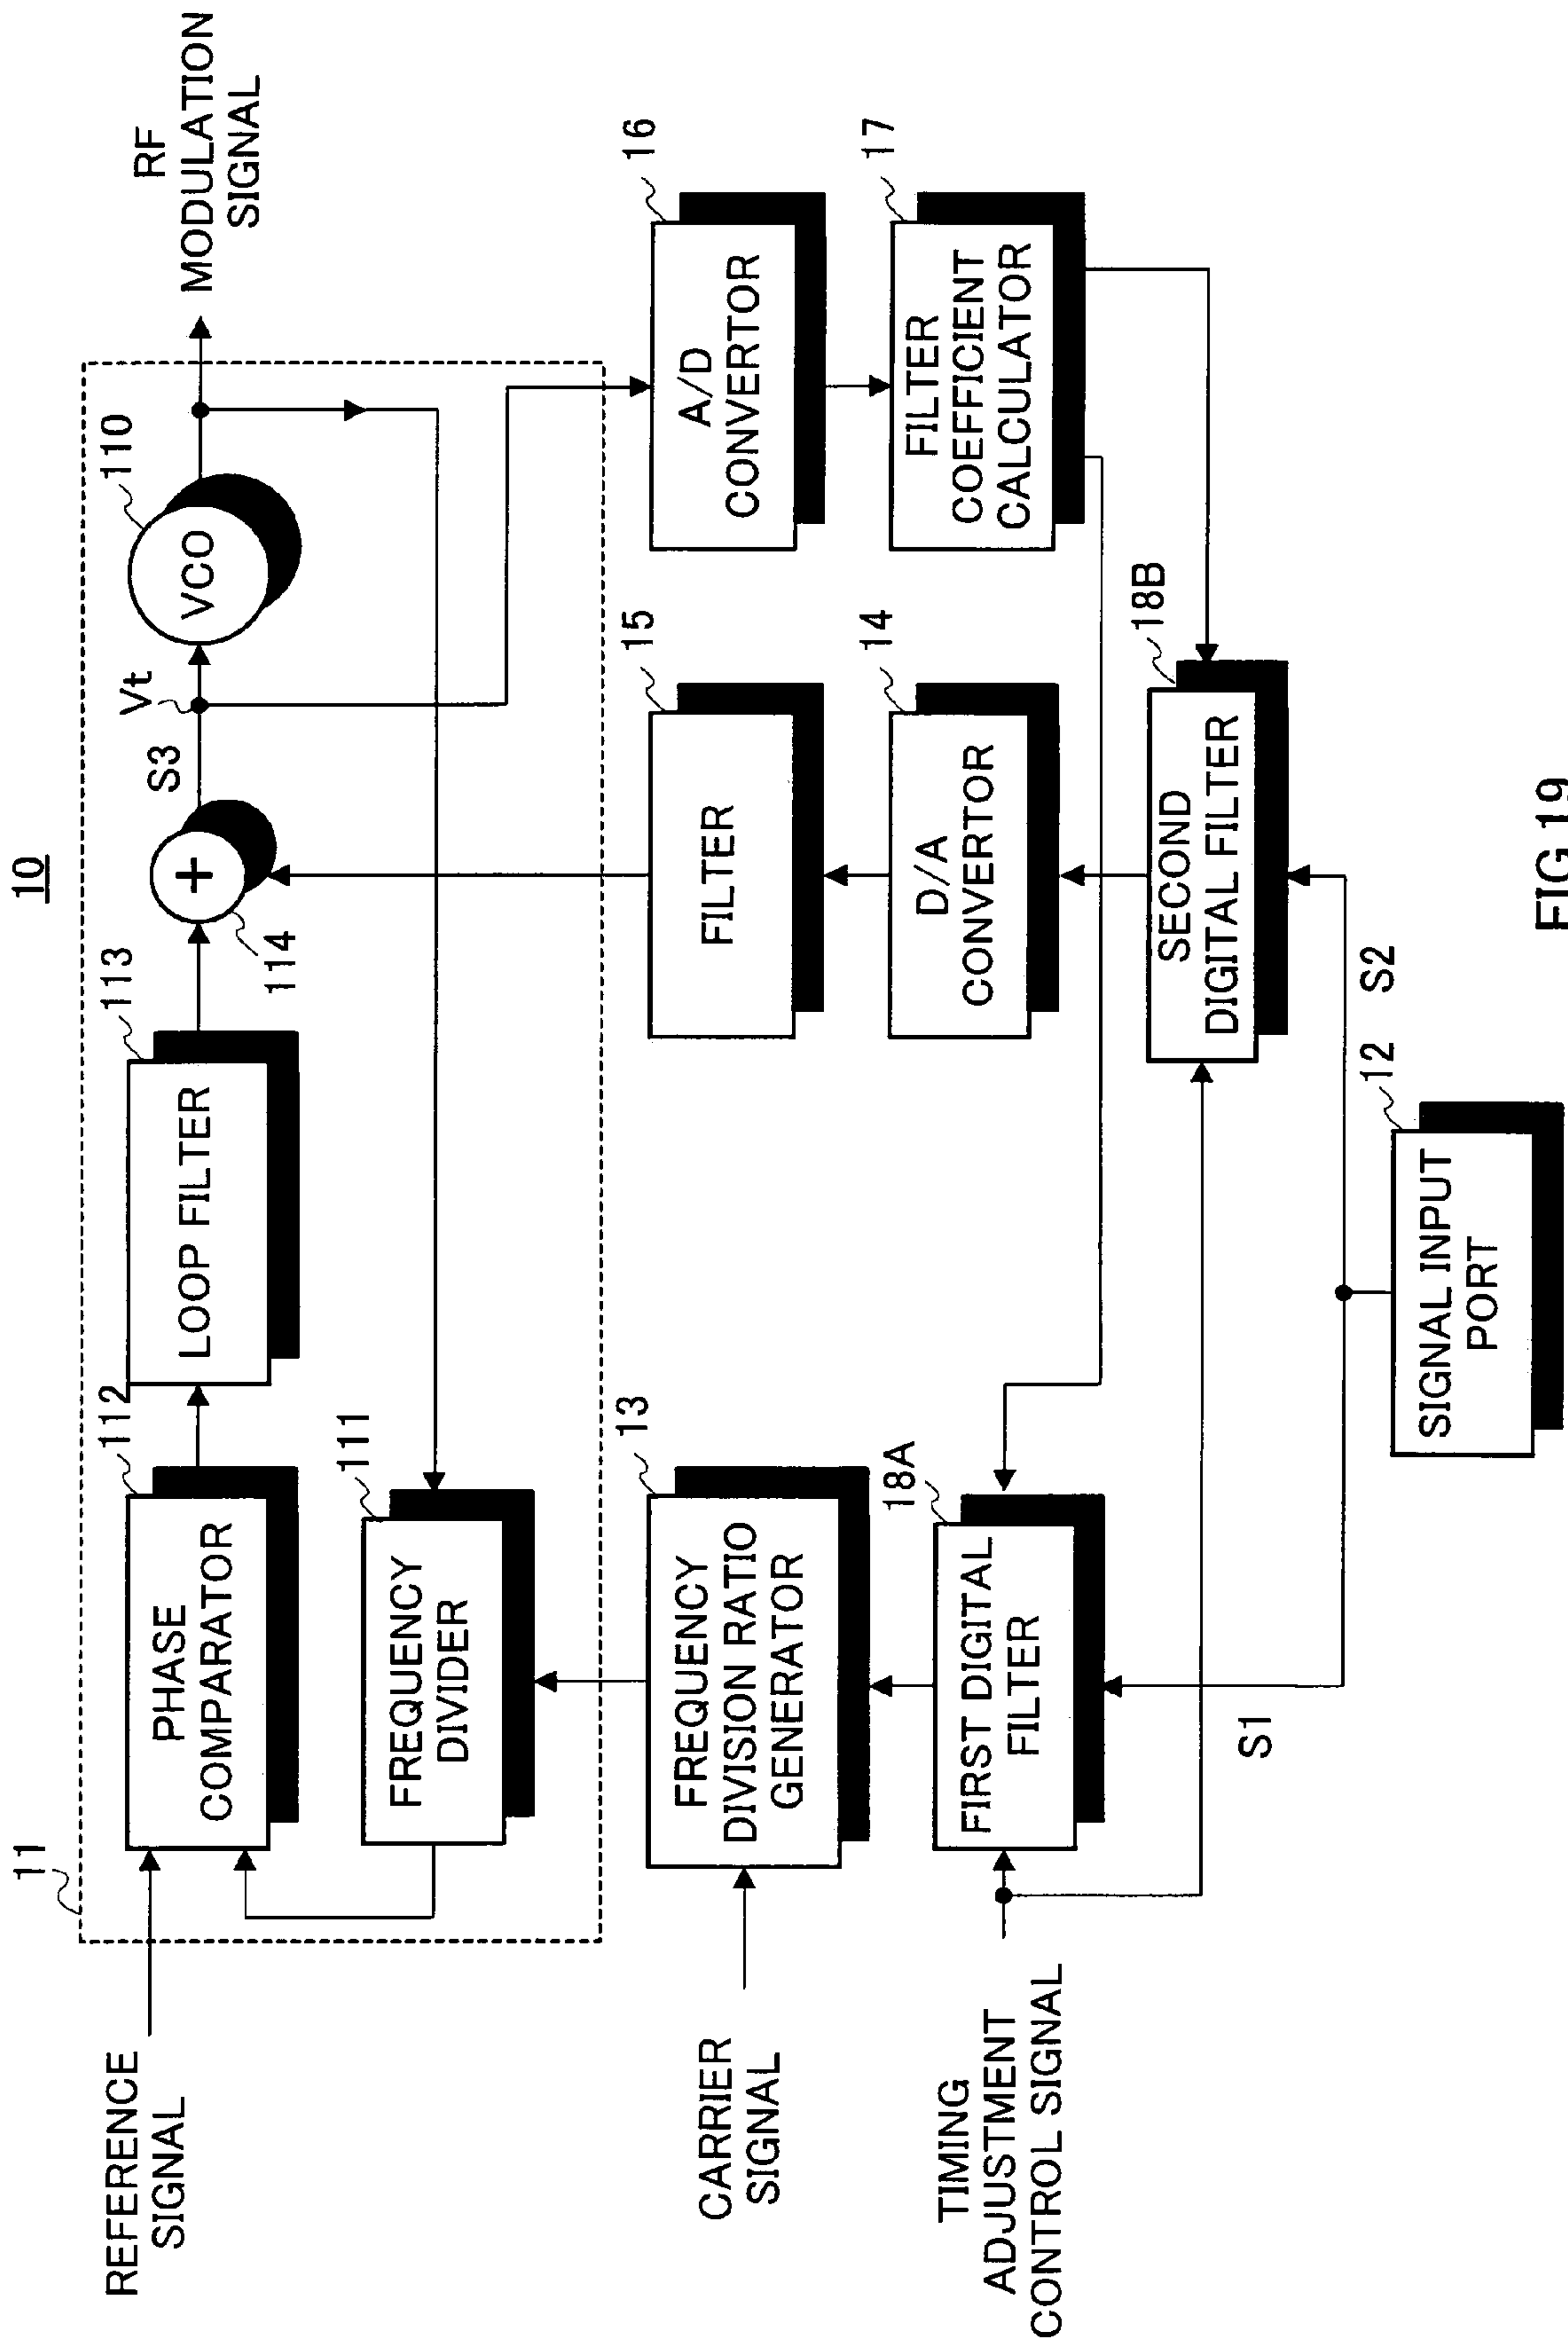 10
11
REFERENCE
SIGNAL
112
PHASE
COMPARATOR
113
LOOP FILTER
114
+
S3
Vt
110
VCO
RF
MODULATION
SIGNAL
111
FREQUENCY
DIVIDER
CARRIER
SIGNAL
13
FREQUENCY
DIVISION RATIO
GENERATOR
15
FILTER
16
A/D
CONVERTOR
TIMING
ADJUSTMENT
CONTROL SIGNAL
18A
FIRST DIGITAL
FILTER
14
D/A
CONVERTOR
17
FILTER
COEFFICIENT
CALCULATOR
18B
SECOND
DIGITAL FILTER
S1
S2
12
SIGNAL INPUT
PORT
FIG.19